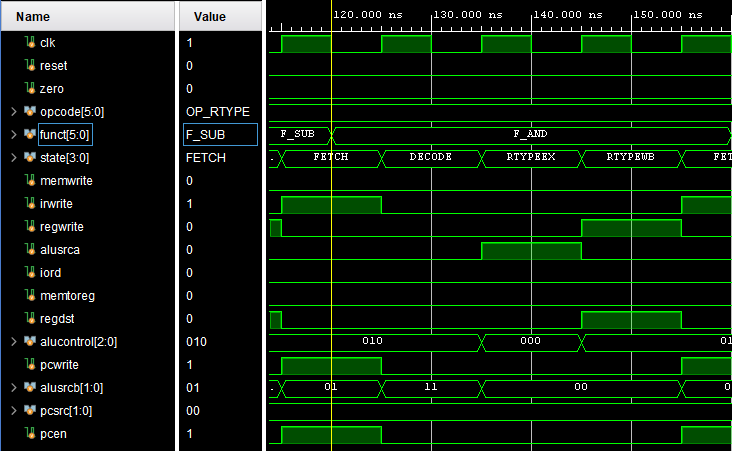 Name Value 120.000 ns 130.000 ns 140.000 ns 150.000 ns
clk 1
reset 0
zero 0
opcode[5:0] OP_RTYPE
funct[5:0] F_SUB F_SUB F_AND
state[3:0] FETCH . FETCH DECODE RTYPEEX RTYPEWB FET
memwrite 0
irwrite 1
regwrite 0
alusrca 0
iord 0
memtoreg 0
regdst 0
alucontrol[2:0] 010 010 000 01
pcwrite 1
alusrcb[1:0] 01 . 01 11 00 0
pcsrc[1:0] 00
pcen 1